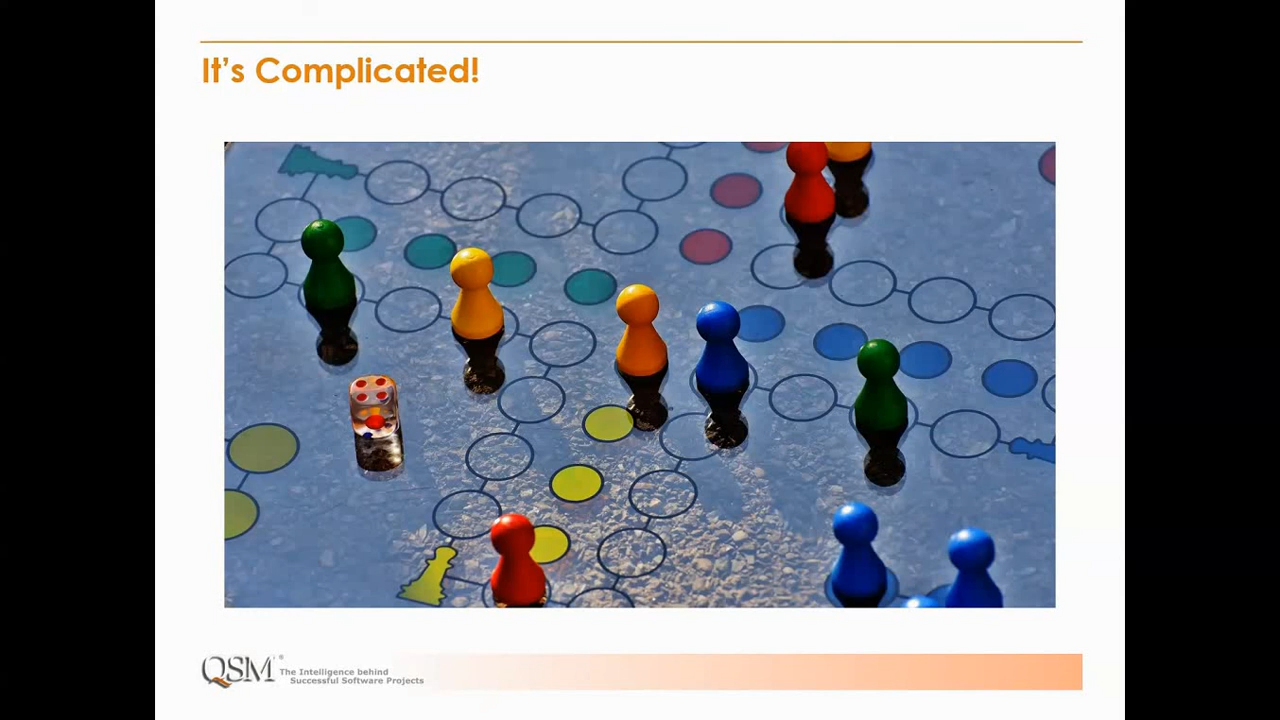 It's Complicated!
QSM®
The Intelligence behind
Successful Software Projects